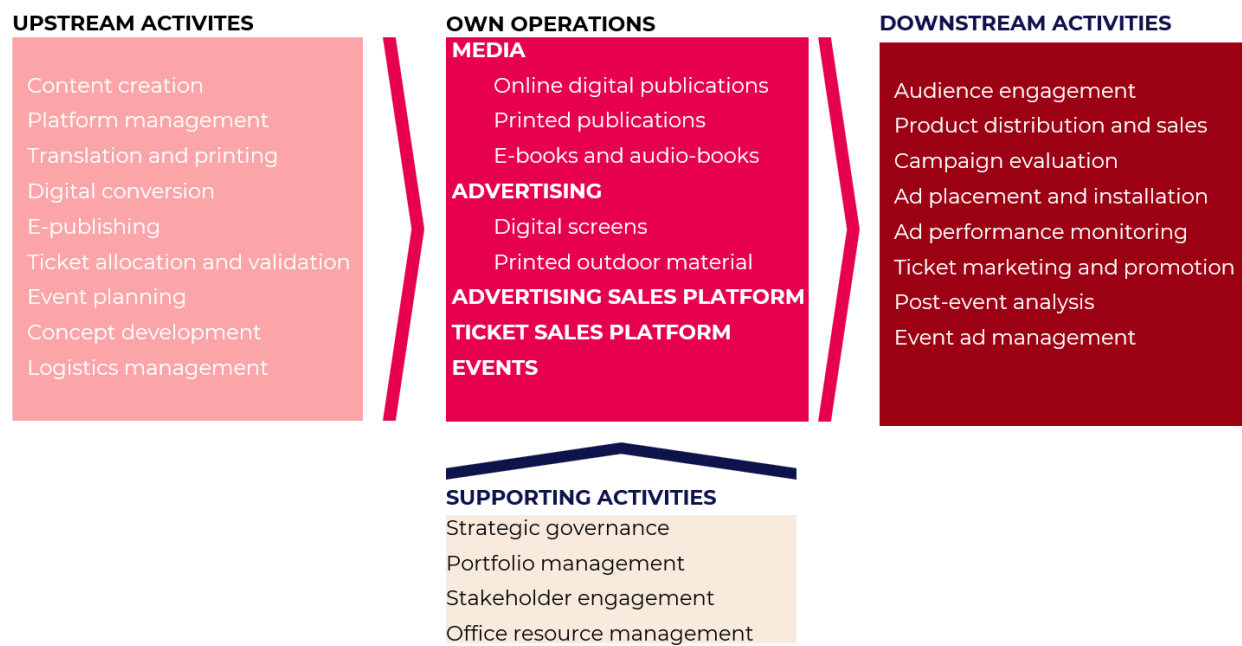 UPSTREAM ACTIVITES
Content creation
Platform management
Translation and printing
Digital conversion
E-publishing
Ticket allocation and validation
Event planning
Concept development
Logistics management
OWN OPERATIONS
MEDIA
Online digital publications
Printed publications
E-books and audio-books
ADVERTISING
Digital screens
Printed outdoor material
ADVERTISING SALES PLATFORM
TICKET SALES PLATFORM
EVENTS
DOWNSTREAM ACTIVITIES
Audience engagement
Product distribution and sales
Campaign evaluation
Ad placement and installation
Ad performance monitoring
Ticket marketing and promotion
Post-event analysis
Event ad management
SUPPORTING ACTIVITIES
Strategic governance
Portfolio management
Stakeholder engagement
Office resource management